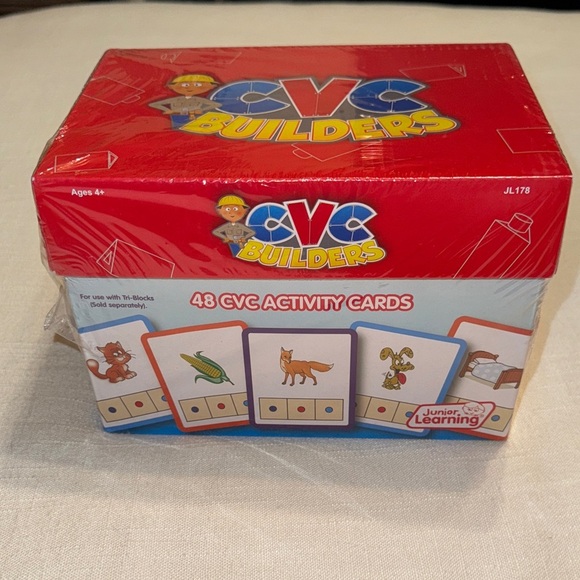 CVC
BUILDERS
Ages 4+
JL178
CVC
BUILDERS
For use with Tri-Blocks
(Sold separately).
48 CVC ACTIVITY CARDS
Junior
Learning